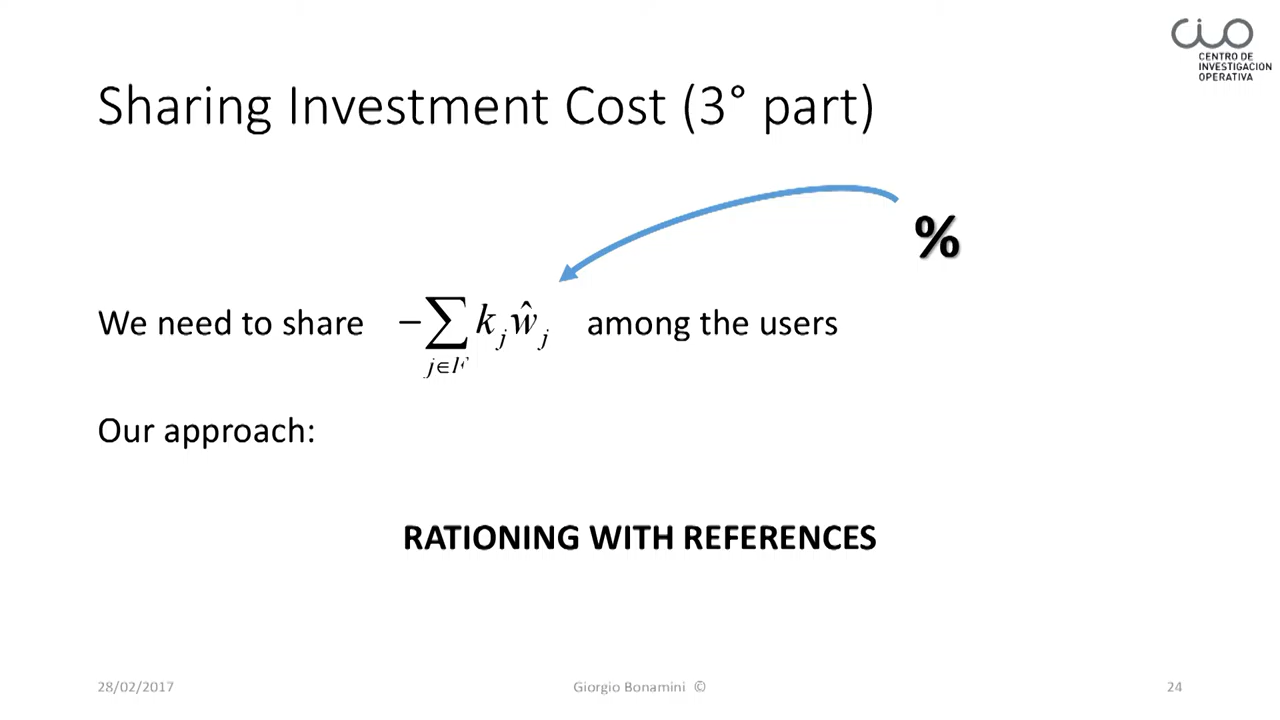 CIO
CENTRO DE
INVESTIGACION
OPERATIVA
Sharing Investment Cost (3° part)
%
We need to share −∑ k_j ŵ_j among the users
j∈F
Our approach:
RATIONING WITH REFERENCES
28/02/2017 Giorgio Bonamini © 24